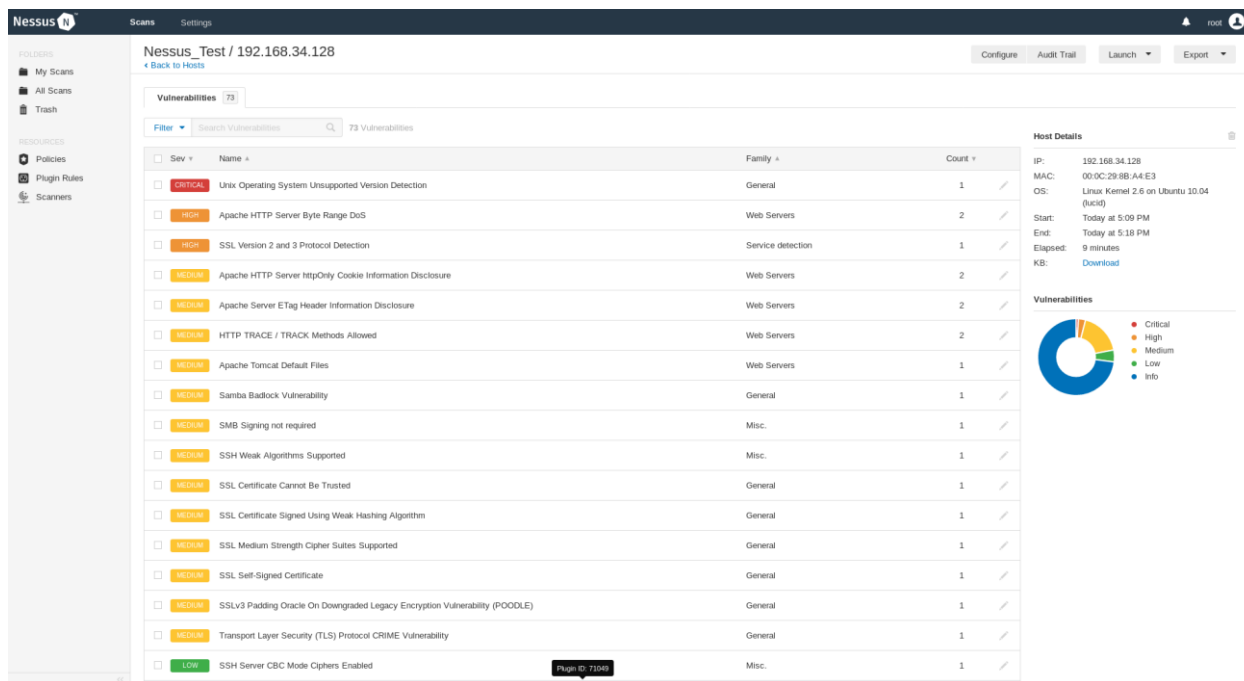 Nessus N
Scans Settings
root
FOLDERS
My Scans
All Scans
Trash
RESOURCES
Policies
Plugin Rules
Scanners
Nessus_Test / 192.168.34.128
Back to Hosts
Configure Audit Trail Launch Export
Vulnerabilities 73
Filter Search Vulnerabilities 73 Vulnerabilities
Sev Name Family Count
CRITICAL Unix Operating System Unsupported Version Detection General 1
HIGH Apache HTTP Server Byte Range DoS Web Servers 2
HIGH SSL Version 2 and 3 Protocol Detection Service detection 1
MEDIUM Apache HTTP Server httpOnly Cookie Information Disclosure Web Servers 2
MEDIUM Apache Server ETag Header Information Disclosure Web Servers 2
MEDIUM HTTP TRACE / TRACK Methods Allowed Web Servers 2
MEDIUM Apache Tomcat Default Files Web Servers 1
MEDIUM Samba Badlock Vulnerability General 1
MEDIUM SMB Signing not required Misc. 1
MEDIUM SSH Weak Algorithms Supported Misc. 1
MEDIUM SSL Certificate Cannot Be Trusted General 1
MEDIUM SSL Certificate Signed Using Weak Hashing Algorithm General 1
MEDIUM SSL Medium Strength Cipher Suites Supported General 1
MEDIUM SSL Self-Signed Certificate General 1
MEDIUM SSLv3 Padding Oracle On Downgraded Legacy Encryption Vulnerability (POODLE) General 1
MEDIUM Transport Layer Security (TLS) Protocol CRIME Vulnerability General 1
LOW SSH Server CBC Mode Ciphers Enabled Misc. 1
Plugin ID: 71049
Host Details
IP: 192.168.34.128
MAC: 00:0C:29:8B:A4:E3
OS: Linux Kernel 2.6 on Ubuntu 10.04
(lucid)
Start: Today at 5:09 PM
End: Today at 5:18 PM
Elapsed: 9 minutes
KB: Download
Vulnerabilities
Critical
High
Medium
Low
Info